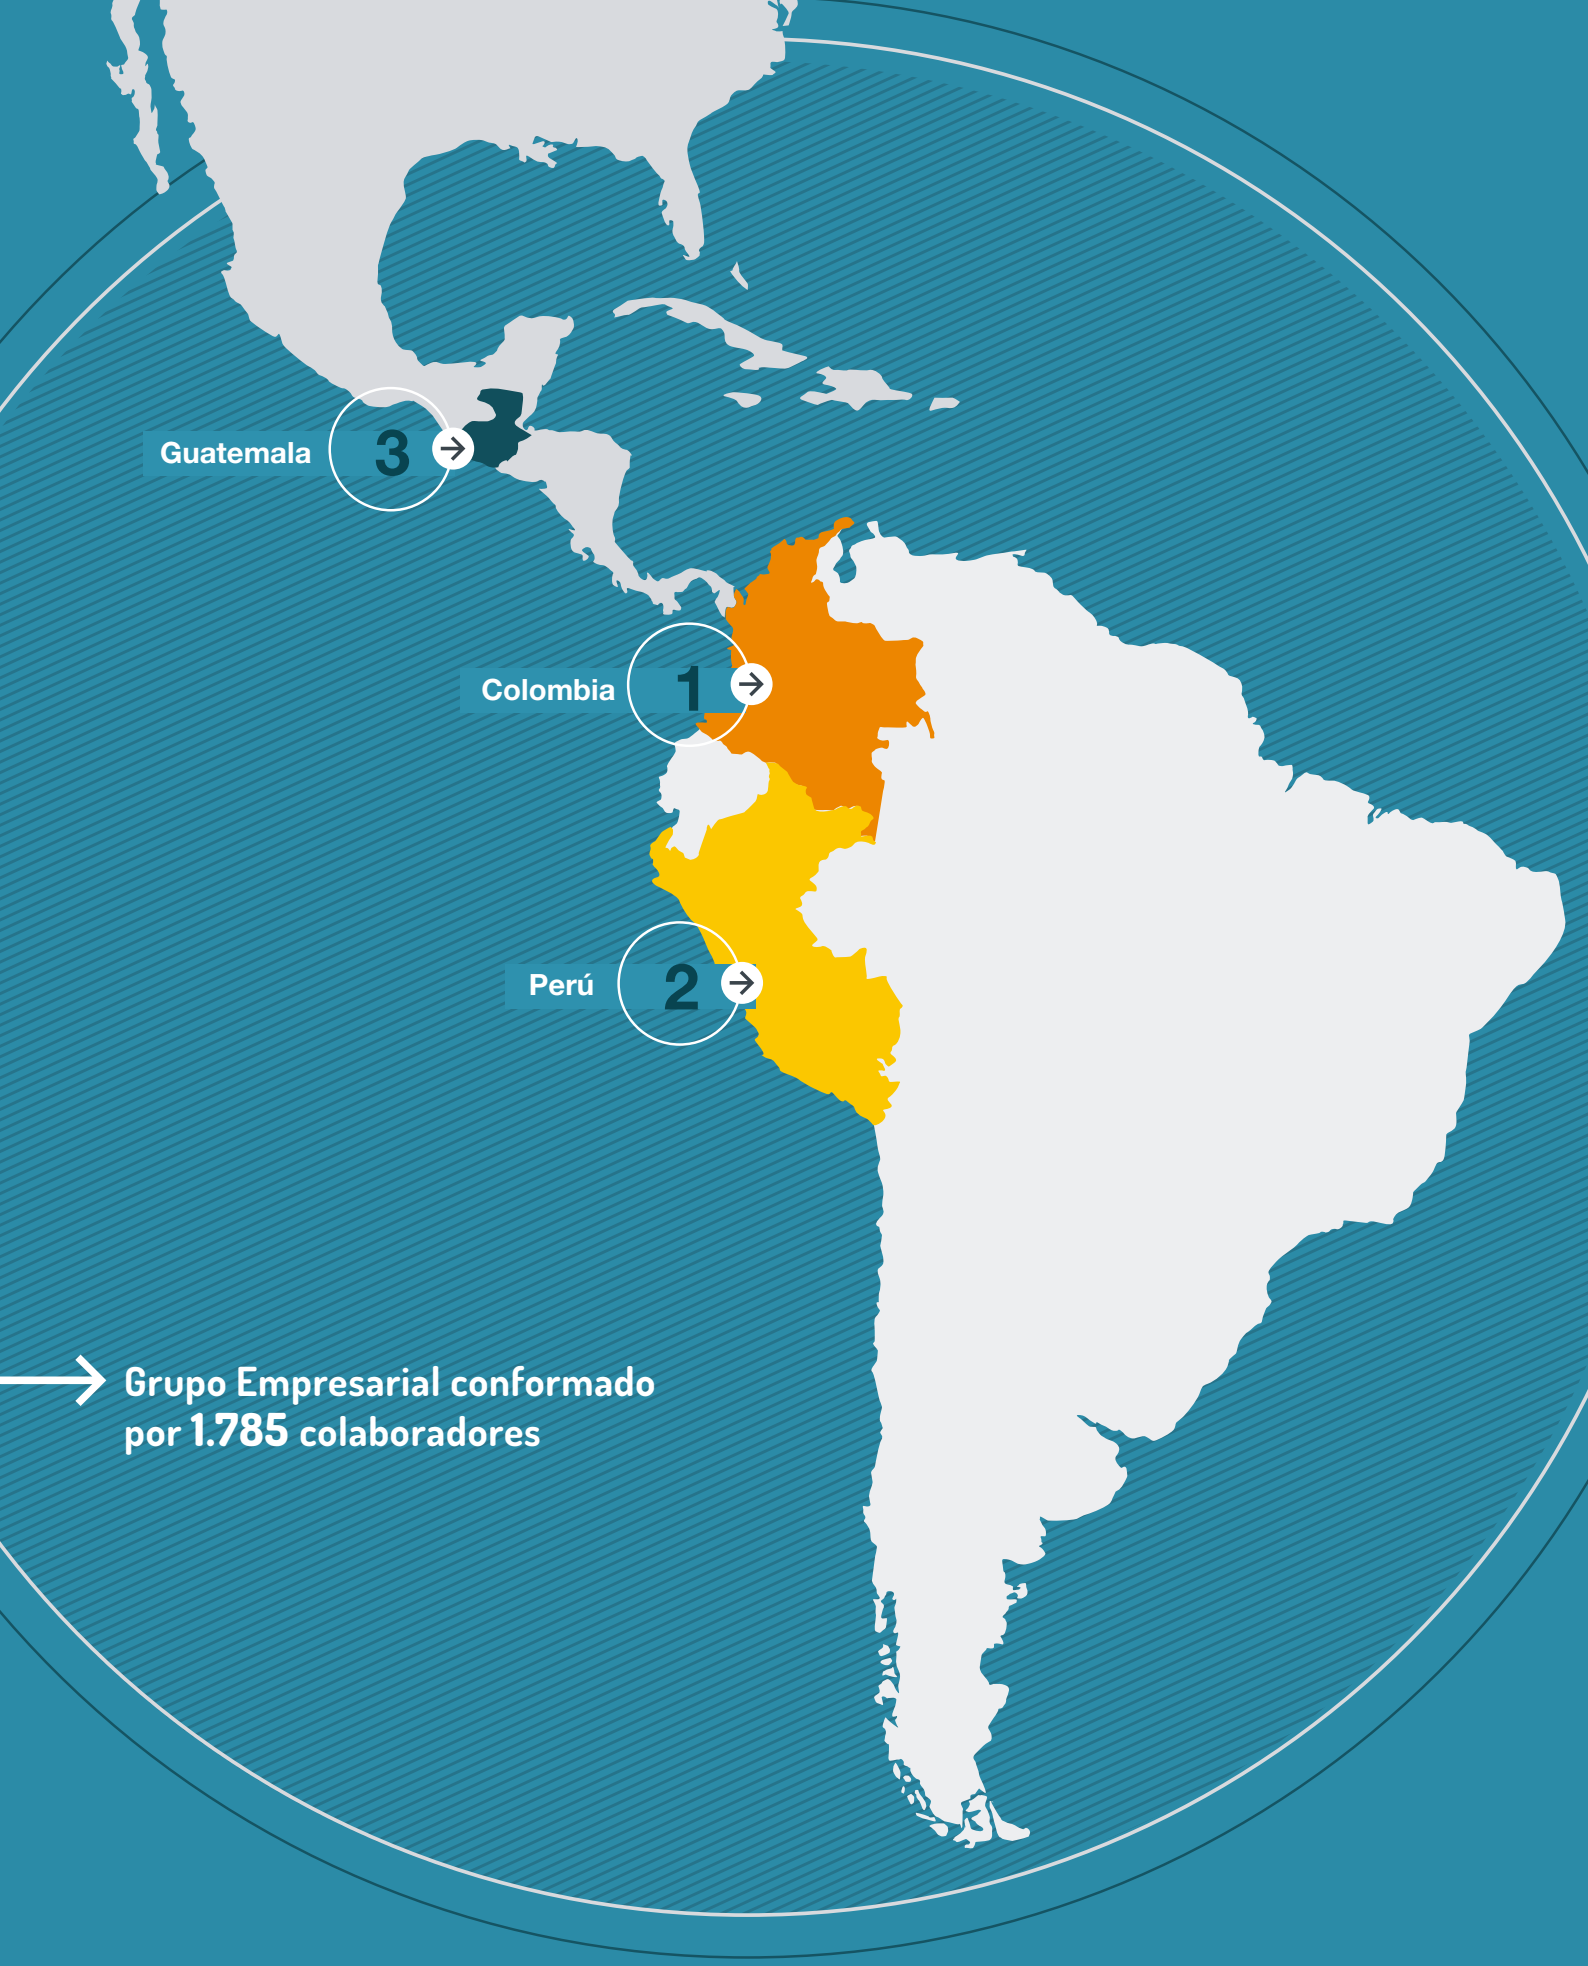 Guatemala
3
Colombia
1
Perú
2
Grupo Empresarial conformado
por 1.785 colaboradores